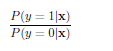 P(y = 1|x)
P(y = 0|x)